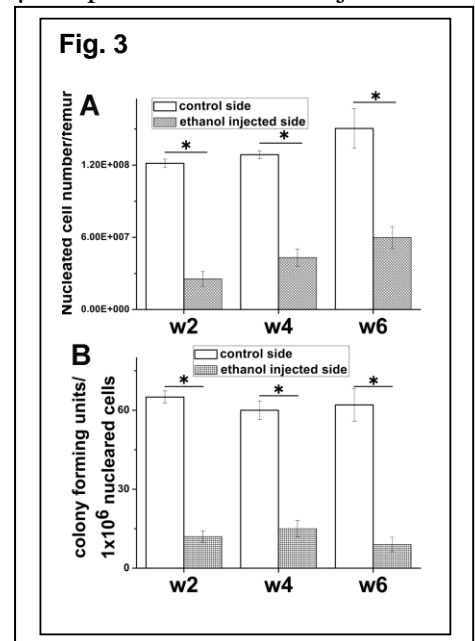 Fig. 3
A
control side
ethanol injected side
*
*
*
Nucleated cell number/femur
1.20E+008
6.00E+007
0.00E+000
w2 w4 w6
B
control side
ethanol injected side
*
*
*
colony forming units/
1x10⁶ nucleared cells
60
30
0
w2 w4 w6